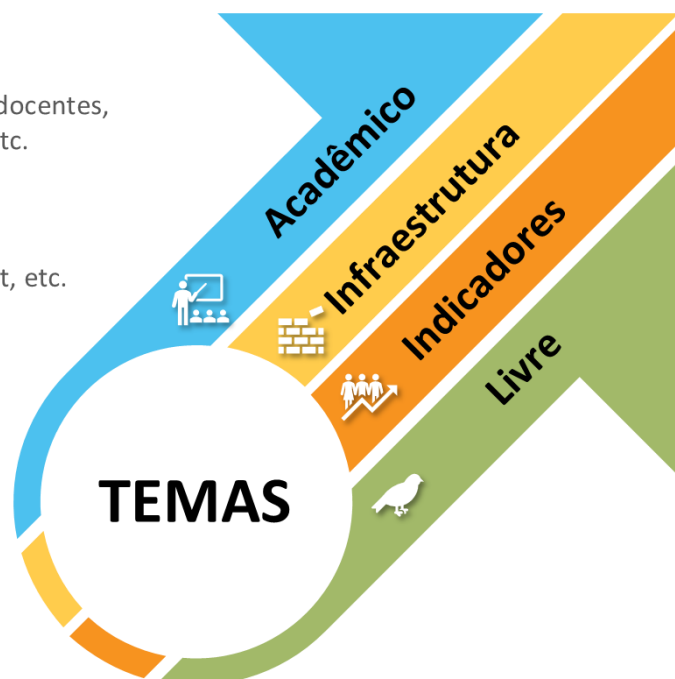 docentes,
tc.
t, etc.
Acadêmico
Infraestrutura
Indicadores
Livre
TEMAS